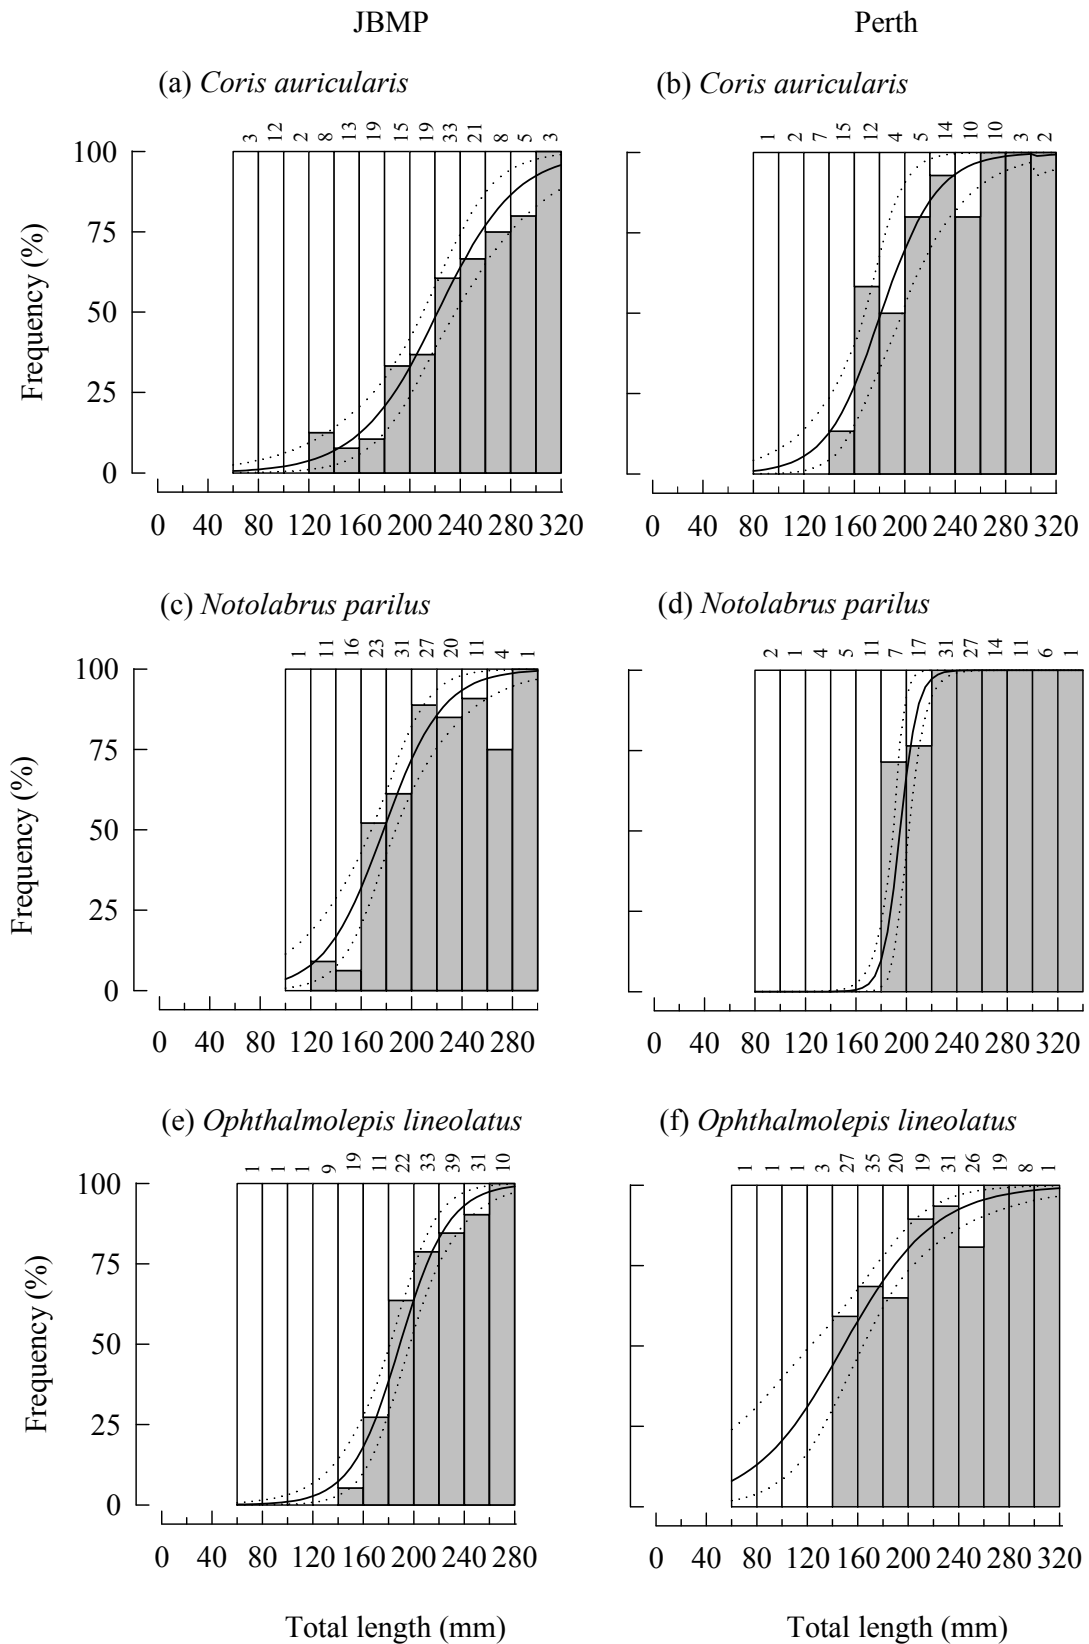 JBMP Perth
(a) Coris auricularis (b) Coris auricularis
3 12 2 8 13 19 15 19 33 21 8 5 3
1 2 7 15 12 4 5 14 10 10 3 2
100
75
50
25
0
Frequency (%)
0 40 80 120 160 200 240 280 320
0 40 80 120 160 200 240 280 320
(c) Notolabrus parilus (d) Notolabrus parilus
1 11 16 23 31 27 20 11 4 1
2 1 4 5 11 7 17 31 27 14 11 6 1
100
75
50
25
0
Frequency (%)
0 40 80 120 160 200 240 280
0 40 80 120 160 200 240 280 320
(e) Ophthalmolepis lineolatus (f) Ophthalmolepis lineolatus
1 1 1 9 19 11 22 33 39 31 10
1 1 1 3 27 35 20 19 31 26 19 8 1
100
75
50
25
0
Frequency (%)
0 40 80 120 160 200 240 280
0 40 80 120 160 200 240 280 320
Total length (mm) Total length (mm)